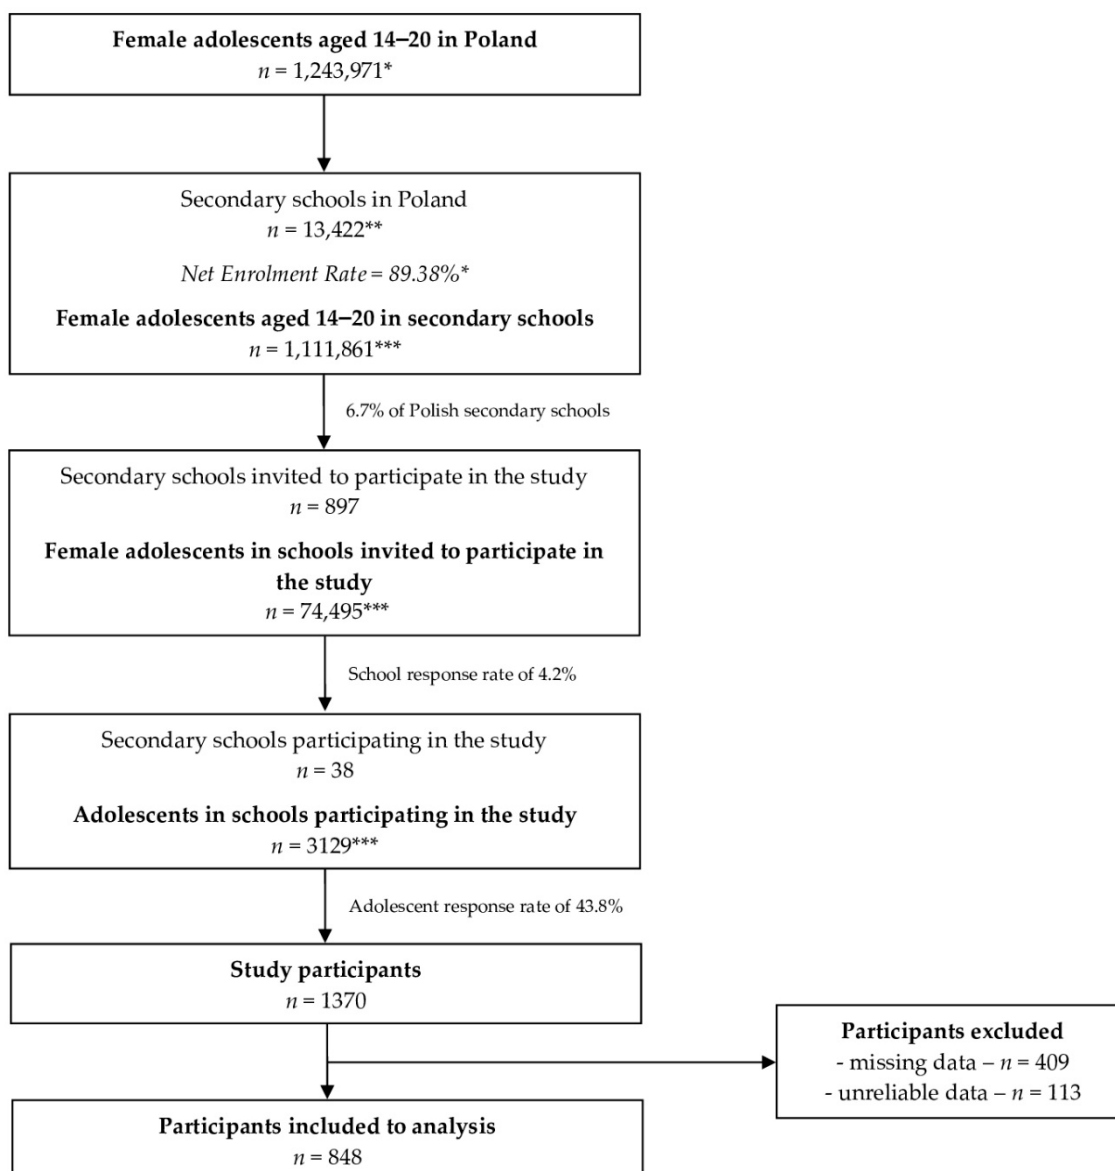 Female adolescents aged 14–20 in Poland
n = 1,243,971*
Secondary schools in Poland
n = 13,422**
Net Enrolment Rate = 89.38%*
Female adolescents aged 14–20 in secondary schools
n = 1,111,861***
6.7% of Polish secondary schools
Secondary schools invited to participate in the study
n = 897
Female adolescents in schools invited to participate in
the study
n = 74,495***
School response rate of 4.2%
Secondary schools participating in the study
n = 38
Adolescents in schools participating in the study
n = 3129***
Adolescent response rate of 43.8%
Study participants
n = 1370
Participants excluded
- missing data – n = 409
- unreliable data – n = 113
Participants included to analysis
n = 848